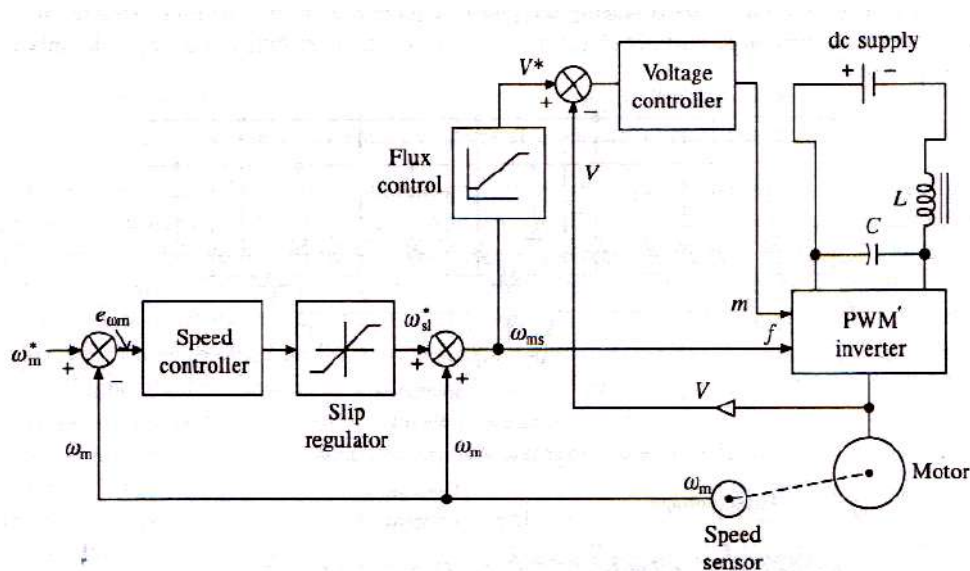 dc supply
+ −
V*
+
−
Voltage
controller
Flux
control
V
L
C
m
f
PWM
inverter
ω*m
+
−
eωm
Speed
controller
Slip
regulator
ω*sl
+
+
ωms
V
ωm
ωm
ωm
Speed
sensor
Motor